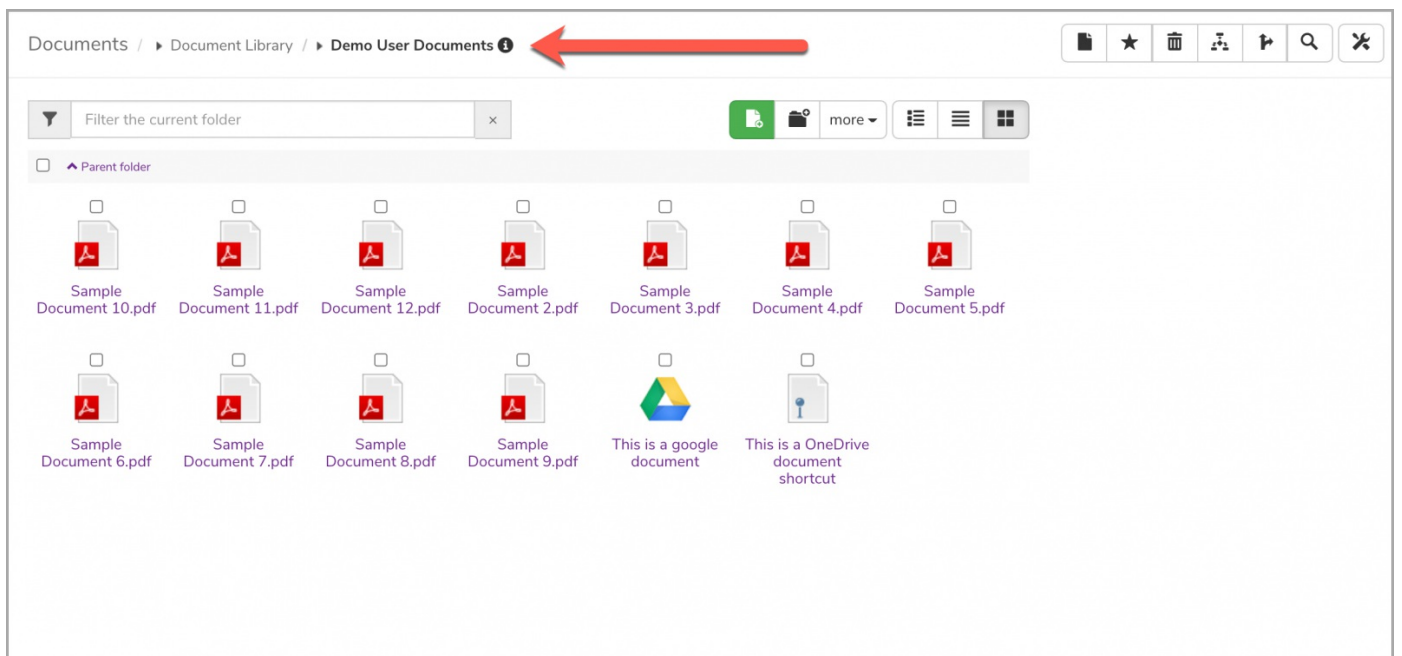 Documents / Document Library / Demo User Documents
Filter the current folder
more
Parent folder
Sample
Document 10.pdf
Sample
Document 11.pdf
Sample
Document 12.pdf
Sample
Document 2.pdf
Sample
Document 3.pdf
Sample
Document 4.pdf
Sample
Document 5.pdf
Sample
Document 6.pdf
Sample
Document 7.pdf
Sample
Document 8.pdf
Sample
Document 9.pdf
This is a google
document
This is a OneDrive
document
shortcut